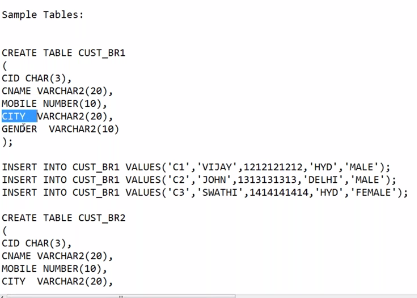 Sample Tables:
CREATE TABLE CUST_BR1
(
CID CHAR(3),
CNAME VARCHAR2(20),
MOBILE NUMBER(10),
CITY VARCHAR2(20),
GENDER VARCHAR2(10)
);
INSERT INTO CUST_BR1 VALUES('C1','VIJAY',1212121212,'HYD','MALE');
INSERT INTO CUST_BR1 VALUES('C2','JOHN',1313131313,'DELHI','MALE');
INSERT INTO CUST_BR1 VALUES('C3','SWATHI',1414141414,'HYD','FEMALE');
CREATE TABLE CUST_BR2
(
CID CHAR(3),
CNAME VARCHAR2(20),
MOBILE NUMBER(10),
CITY VARCHAR2(20),